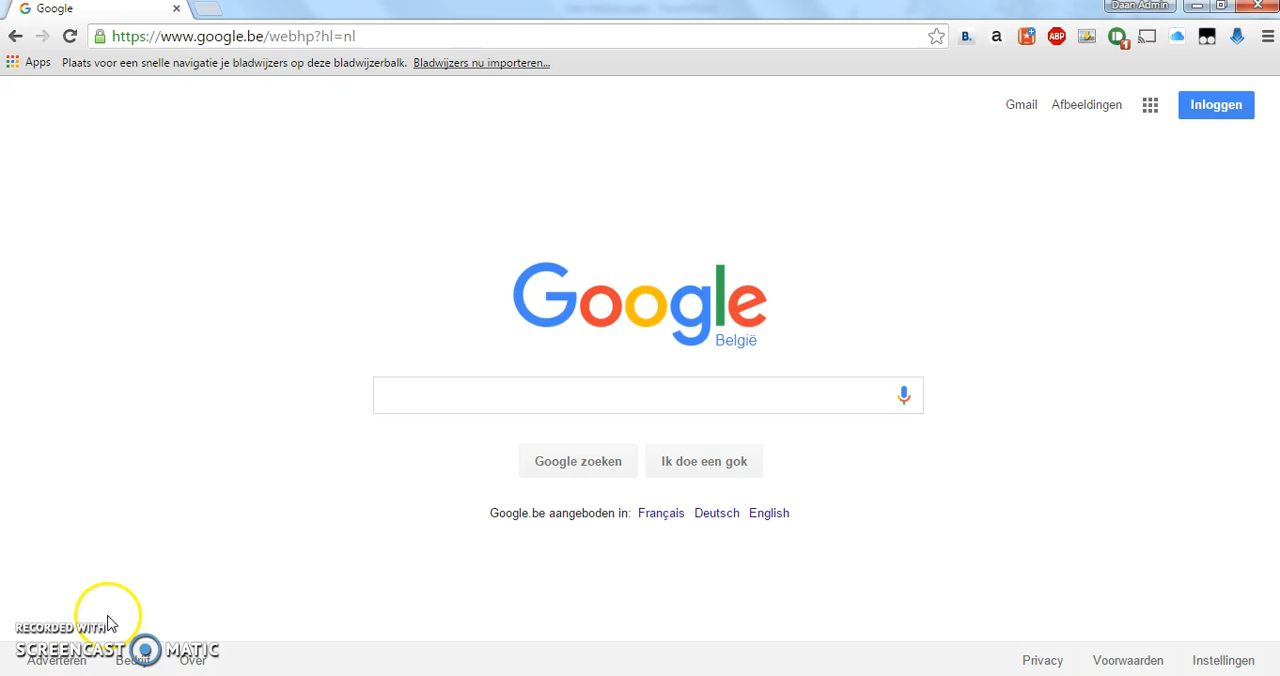 Google
Daan Admin
https://www.google.be/webhp?hl=nl
B.
a
ABP
1
Apps Plaats voor een snelle navigatie je bladwijzers op deze bladwijzerbalk. Bladwijzers nu importeren...
Gmail Afbeeldingen Inloggen
Google
België
Google zoeken Ik doe een gok
Google.be aangeboden in: Français Deutsch English
RECORDED WITH
SCREENCAST MATIC
Adverteren Bedrijf Over Privacy Voorwaarden Instellingen